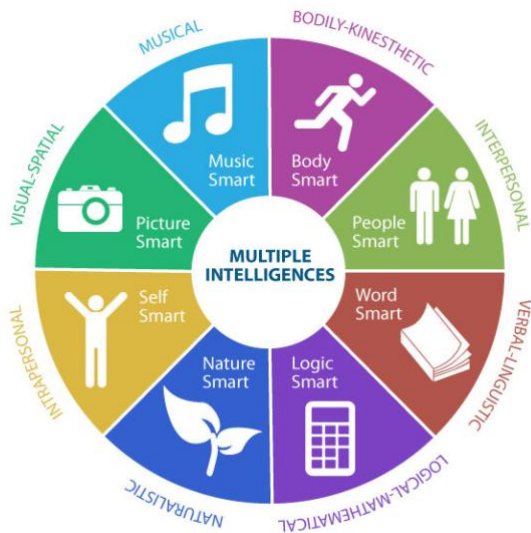 MUSICAL
BODILY-KINESTHETIC
VISUAL-SPATIAL
INTERPERSONAL
Music
Smart
Body
Smart
Picture
Smart
People
Smart
MULTIPLE
INTELLIGENCES
Self
Smart
Word
Smart
Nature
Smart
Logic
Smart
INTRAPERSONAL
VERBAL-LINGUISTIC
NATURALISTIC
LOGICAL-MATHEMATICAL